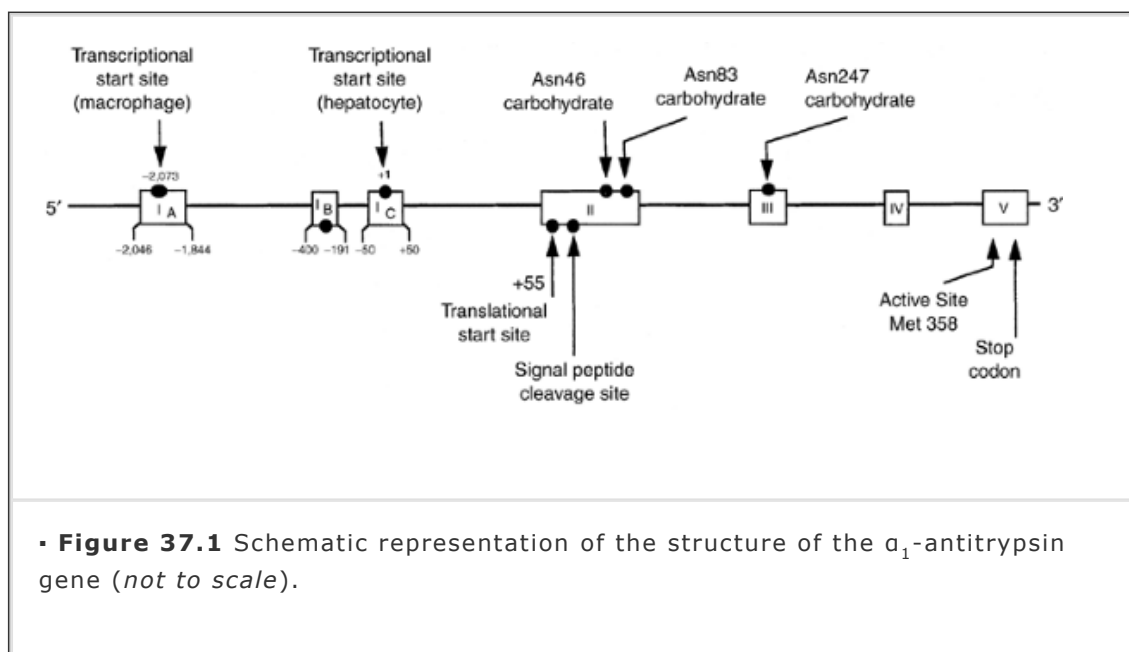 Transcriptional
start site
(macrophage)
Transcriptional
start site
(hepatocyte)
Asn46
carbohydrate
Asn83
carbohydrate
Asn247
carbohydrate
−2,073
+1
5′
I A
I B
I C
II
III
IV
V
3′
−2,046
−1,844
−400
−191
−50
+50
+55
Translational
start site
Signal peptide
cleavage site
Active Site
Met 358
Stop
codon
▪ Figure 37.1 Schematic representation of the structure of the α₁-antitrypsin
gene (not to scale).